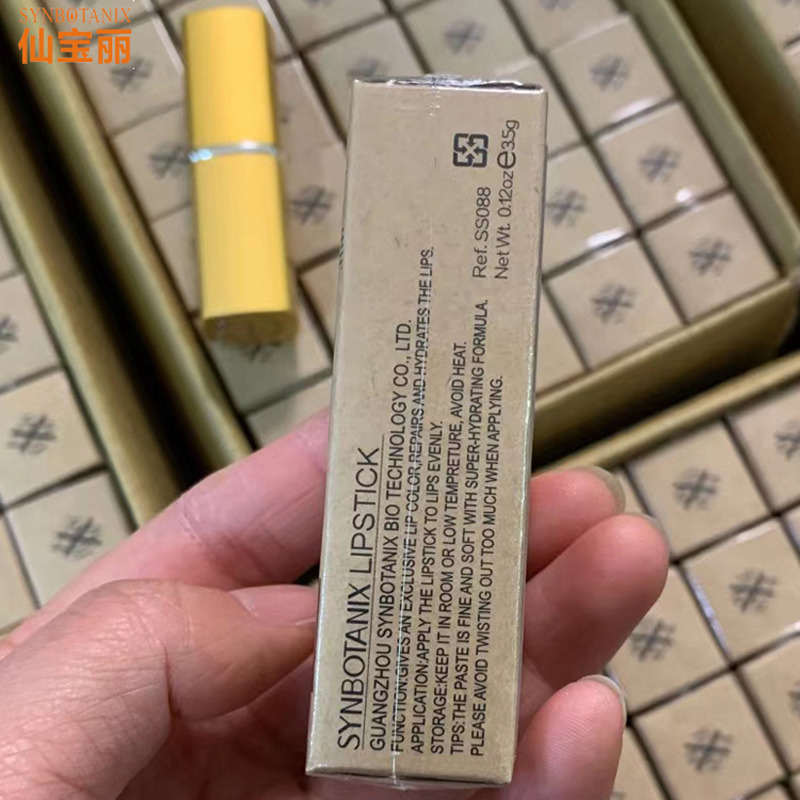 SYNBOTANIX
仙宝丽
SYNBOTANIX LIPSTICK
GUANGZHOU SYNBOTANIX BIO TECHNOLOGY CO., LTD.
FUNCTION:GIVES AN EXCLUSIVE LIP COLOR,REPAIRS AND HYDRATES THE LIPS.
APPLICATION:APPLY THE LIPSTICK TO LIPS EVENLY.
STORAGE:KEEP IT IN ROOM OR LOW TEMPRETURE, AVOID HEAT.
TIPS:THE PASTE IS FINE AND SOFT WITH SUPER-HYDRATING FORMULA.
PLEASE AVOID TWISTING OUT TOO MUCH WHEN APPLYING.
Ref. SS088
Net Wt. 0.12oz e 3.5g